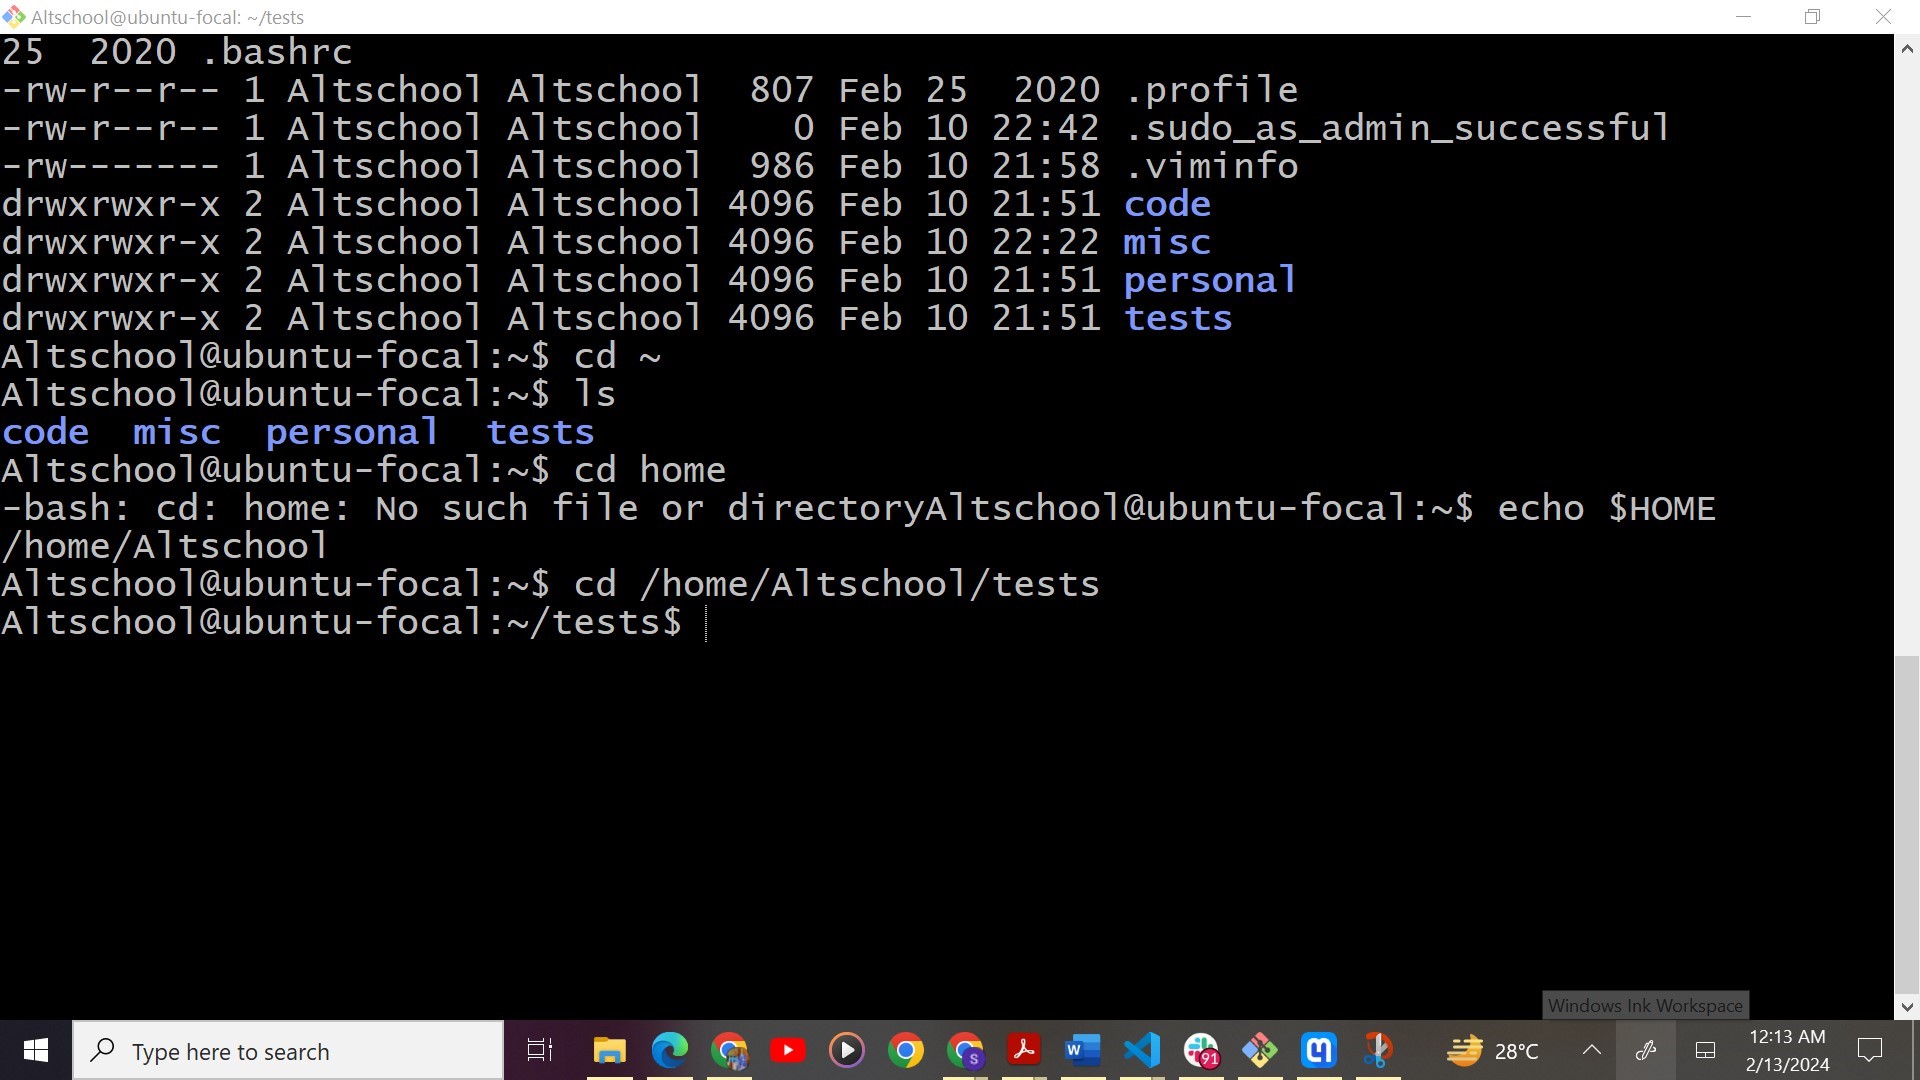 Altschool@ubuntu-focal: ~/tests
25  2020 .bashrc
-rw-r--r-- 1 Altschool Altschool  807 Feb 25  2020 .profile
-rw-r--r-- 1 Altschool Altschool    0 Feb 10 22:42 .sudo_as_admin_successful
-rw------- 1 Altschool Altschool  986 Feb 10 21:58 .viminfo
drwxrwxr-x 2 Altschool Altschool 4096 Feb 10 21:51 code
drwxrwxr-x 2 Altschool Altschool 4096 Feb 10 22:22 misc
drwxrwxr-x 2 Altschool Altschool 4096 Feb 10 21:51 personal
drwxrwxr-x 2 Altschool Altschool 4096 Feb 10 21:51 tests
Altschool@ubuntu-focal:~$ cd ~
Altschool@ubuntu-focal:~$ ls
code  misc  personal  tests
Altschool@ubuntu-focal:~$ cd home
-bash: cd: home: No such file or directoryAltschool@ubuntu-focal:~$ echo $HOME
/home/Altschool
Altschool@ubuntu-focal:~$ cd /home/Altschool/tests
Altschool@ubuntu-focal:~/tests$
Windows Ink Workspace
Type here to search
S
W
91
28°C
12:13 AM
2/13/2024